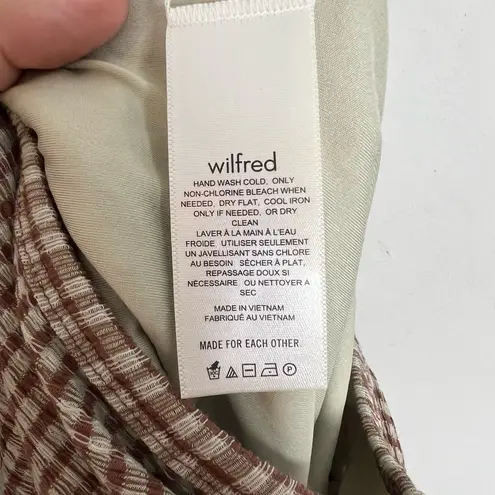 wilfred
HAND WASH COLD, ONLY
NON-CHLORINE BLEACH WHEN
NEEDED, DRY FLAT, COOL IRON
ONLY IF NEEDED, OR DRY
CLEAN
LAVER À LA MAIN À L'EAU
FROIDE. UTILISER SEULEMENT
UN JAVELLISANT SANS CHLORE
AU BESOIN. SÉCHER À PLAT,
REPASSAGE DOUX SI
NÉCESSAIRE, OU NETTOYER A
SEC
MADE IN VIETNAM
FABRIQUÉ AU VIETNAM
MADE FOR EACH OTHER
P